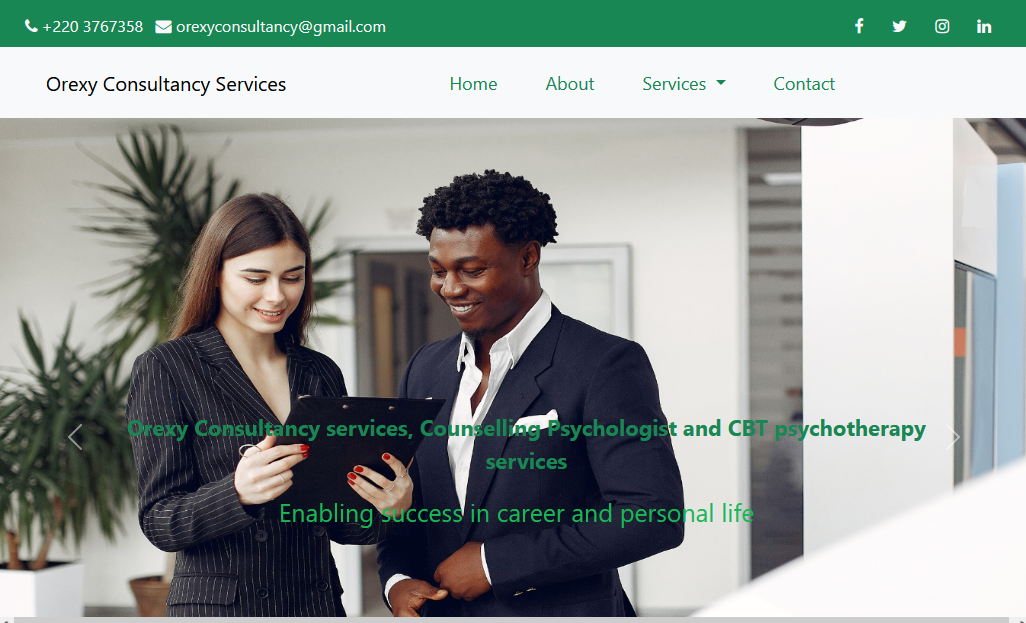 +220 3767358 orexyconsultancy@gmail.com
Orexy Consultancy Services Home About Services Contact
Orexy Consultancy services, Counselling Psychologist and CBT psychotherapy
services
Enabling success in career and personal life